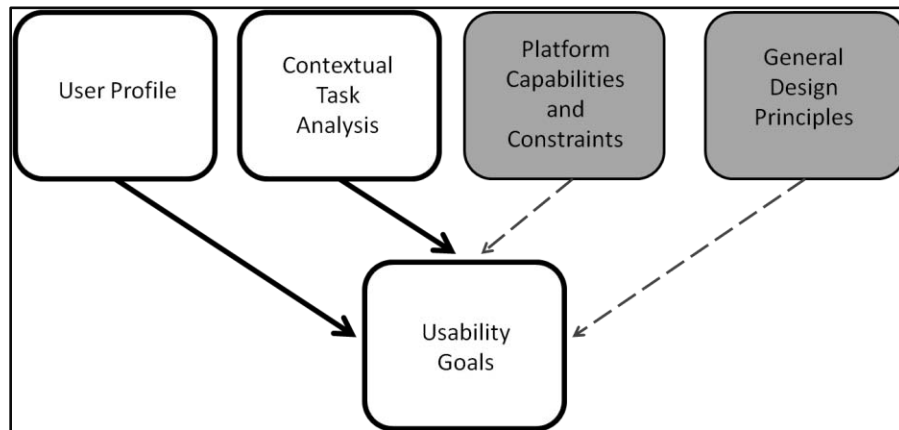 User Profile
Contextual
Task
Analysis
Platform
Capabilities
and
Constraints
General
Design
Principles
Usability
Goals